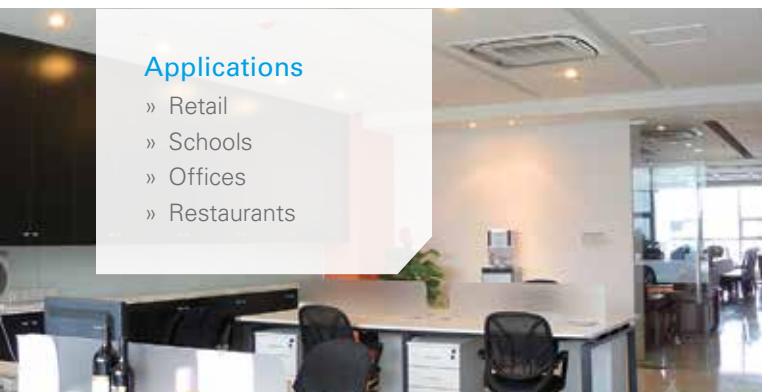 Applications
» Retail
» Schools
» Offices
» Restaurants